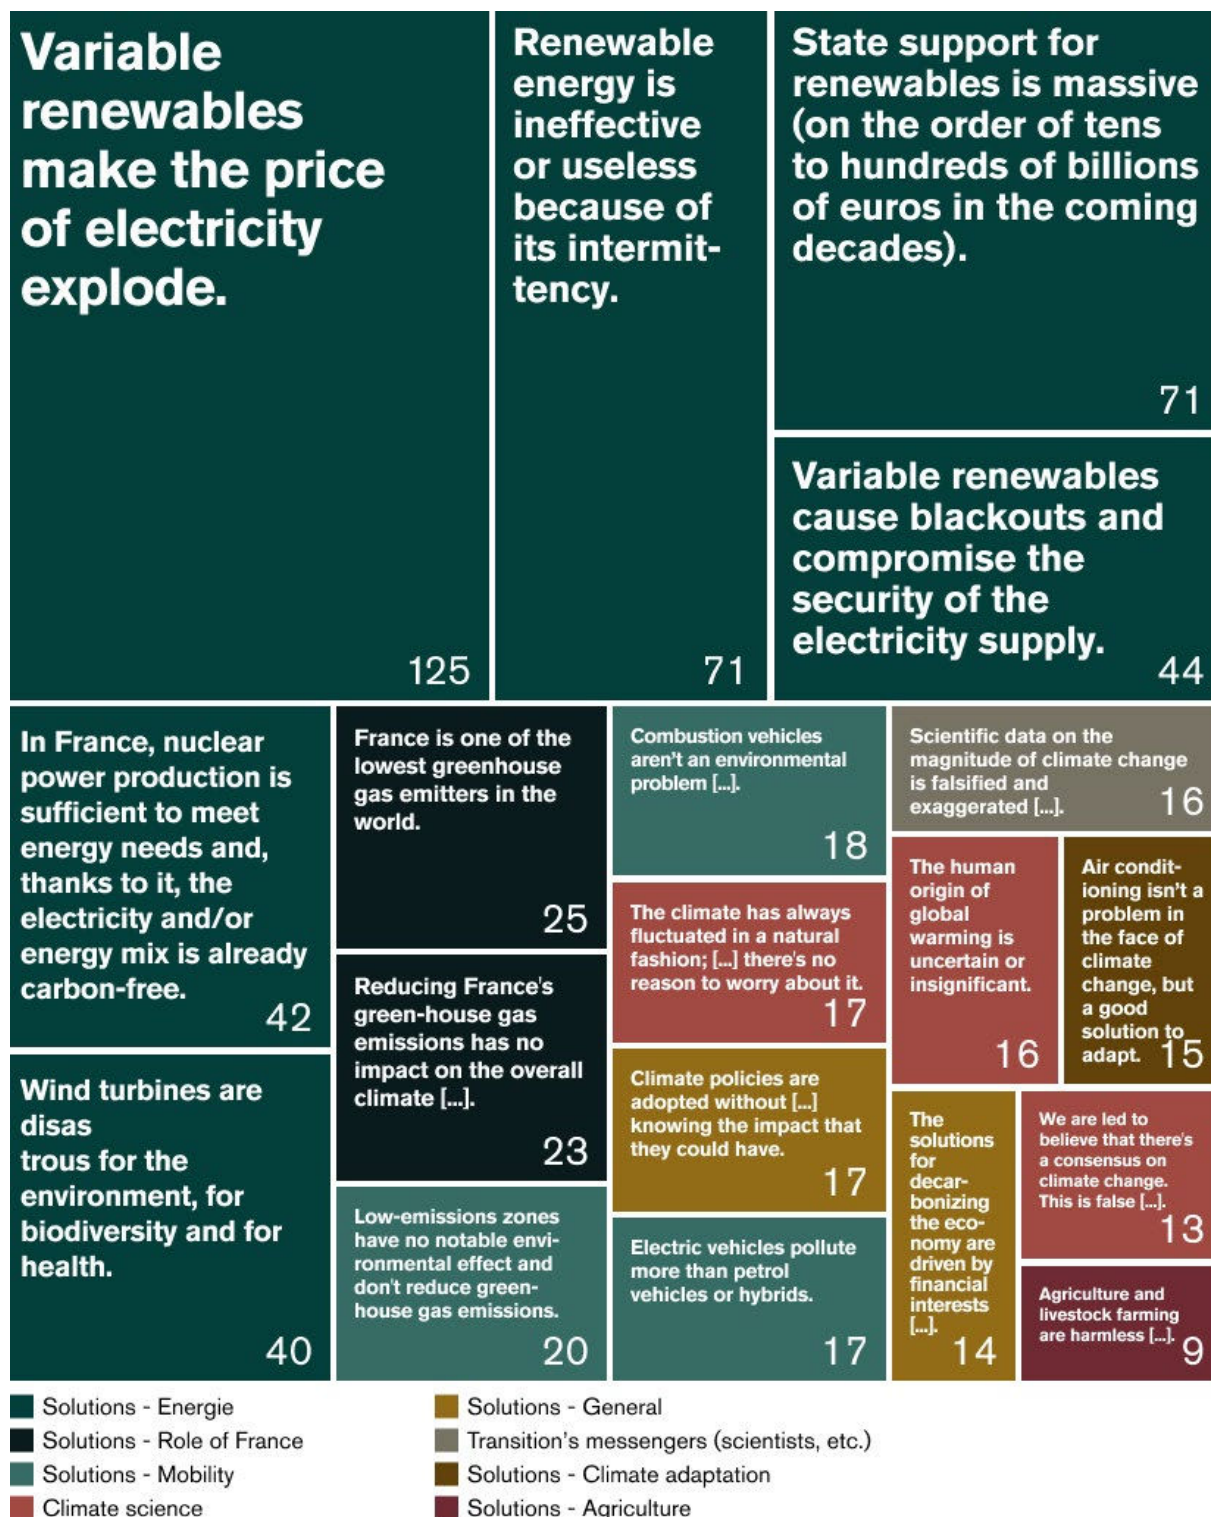 Variable
renewables
make the price
of electricity
explode.
125
Renewable
energy is
ineffective
or useless
because of
its intermit-
tency.
71
State support for
renewables is massive
(on the order of tens
to hundreds of billions
of euros in the coming
decades).
71
Variable renewables
cause blackouts and
compromise the
security of the
electricity supply.
44
In France, nuclear
power production is
sufficient to meet
energy needs and,
thanks to it, the
electricity and/or
energy mix is already
carbon-free.
42
Wind turbines are
disas
trous for the
environment, for
biodiversity and for
health.
40
France is one of the
lowest greenhouse
gas emitters in the
world.
25
Reducing France's
green-house gas
emissions has no
impact on the overall
climate [...].
23
Low-emissions zones
have no notable envi-
ronmental effect and
don't reduce green-
house gas emissions.
20
Combustion vehicles
aren't an environmental
problem [...].
18
The climate has always
fluctuated in a natural
fashion; [...] there's no
reason to worry about it.
17
Climate policies are
adopted without [...]
knowing the impact that
they could have.
17
Electric vehicles pollute
more than petrol
vehicles or hybrids.
17
Scientific data on the
magnitude of climate change
is falsified and
exaggerated [...].
16
The human
origin of
global
warming is
uncertain or
insignificant.
16
Air condit-
ioning isn't a
problem in
the face of
climate
change, but
a good
solution to
adapt.
15
The
solutions
for
decar-
bonizing
the eco-
nomy are
driven by
financial
interests
[...].
14
We are led to
believe that there's
a consensus on
climate change.
This is false [...].
13
Agriculture and
livestock farming
are harmless [...].
9
Solutions - Energie
Solutions - Role of France
Solutions - Mobility
Climate science
Solutions - General
Transition's messengers (scientists, etc.)
Solutions - Climate adaptation
Solutions - Agriculture